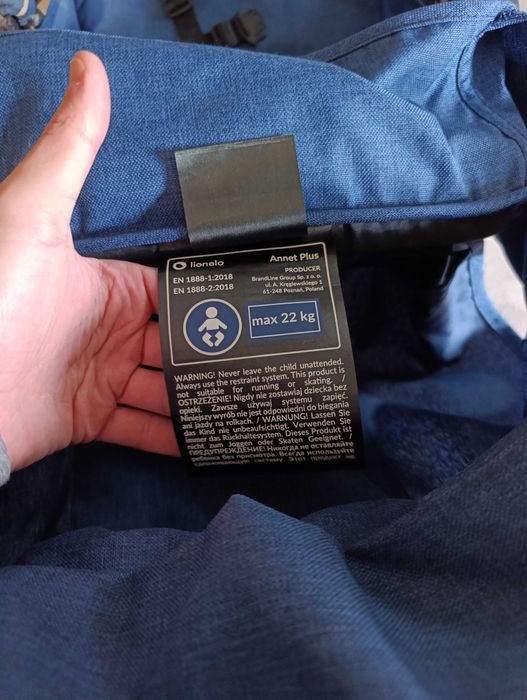 lionelo Annet Plus
EN 1888-1:2018
EN 1888-2:2018
PRODUCER
BrandLine Group Sp. z o. o.
ul. A. Kręglewskiego 1
61-248 Poznań, Poland
max 22 kg
WARNING! Never leave the child unattended.
Always use the restraint system. This product is
not suitable for running or skating. /
OSTRZEŻENIE! Nigdy nie zostawiaj dziecka bez
opieki. Zawsze używaj systemu zapięć.
Niniejszy wyrób nie jest odpowiedni do biegania
ani jazdy na rolkach. / WARNUNG! Lassen Sie
das Kind nie unbeaufsichtigt. Verwenden Sie
immer das Rückhaltesystem. Dieses Produkt ist
nicht zum Joggen oder Skaten Geeignet. /
ПРЕДУПРЕЖДЕНИЕ! Никогда не оставляйте
ребенка без присмотра. Всегда используйте
удерживающую систему. Этот продукт не